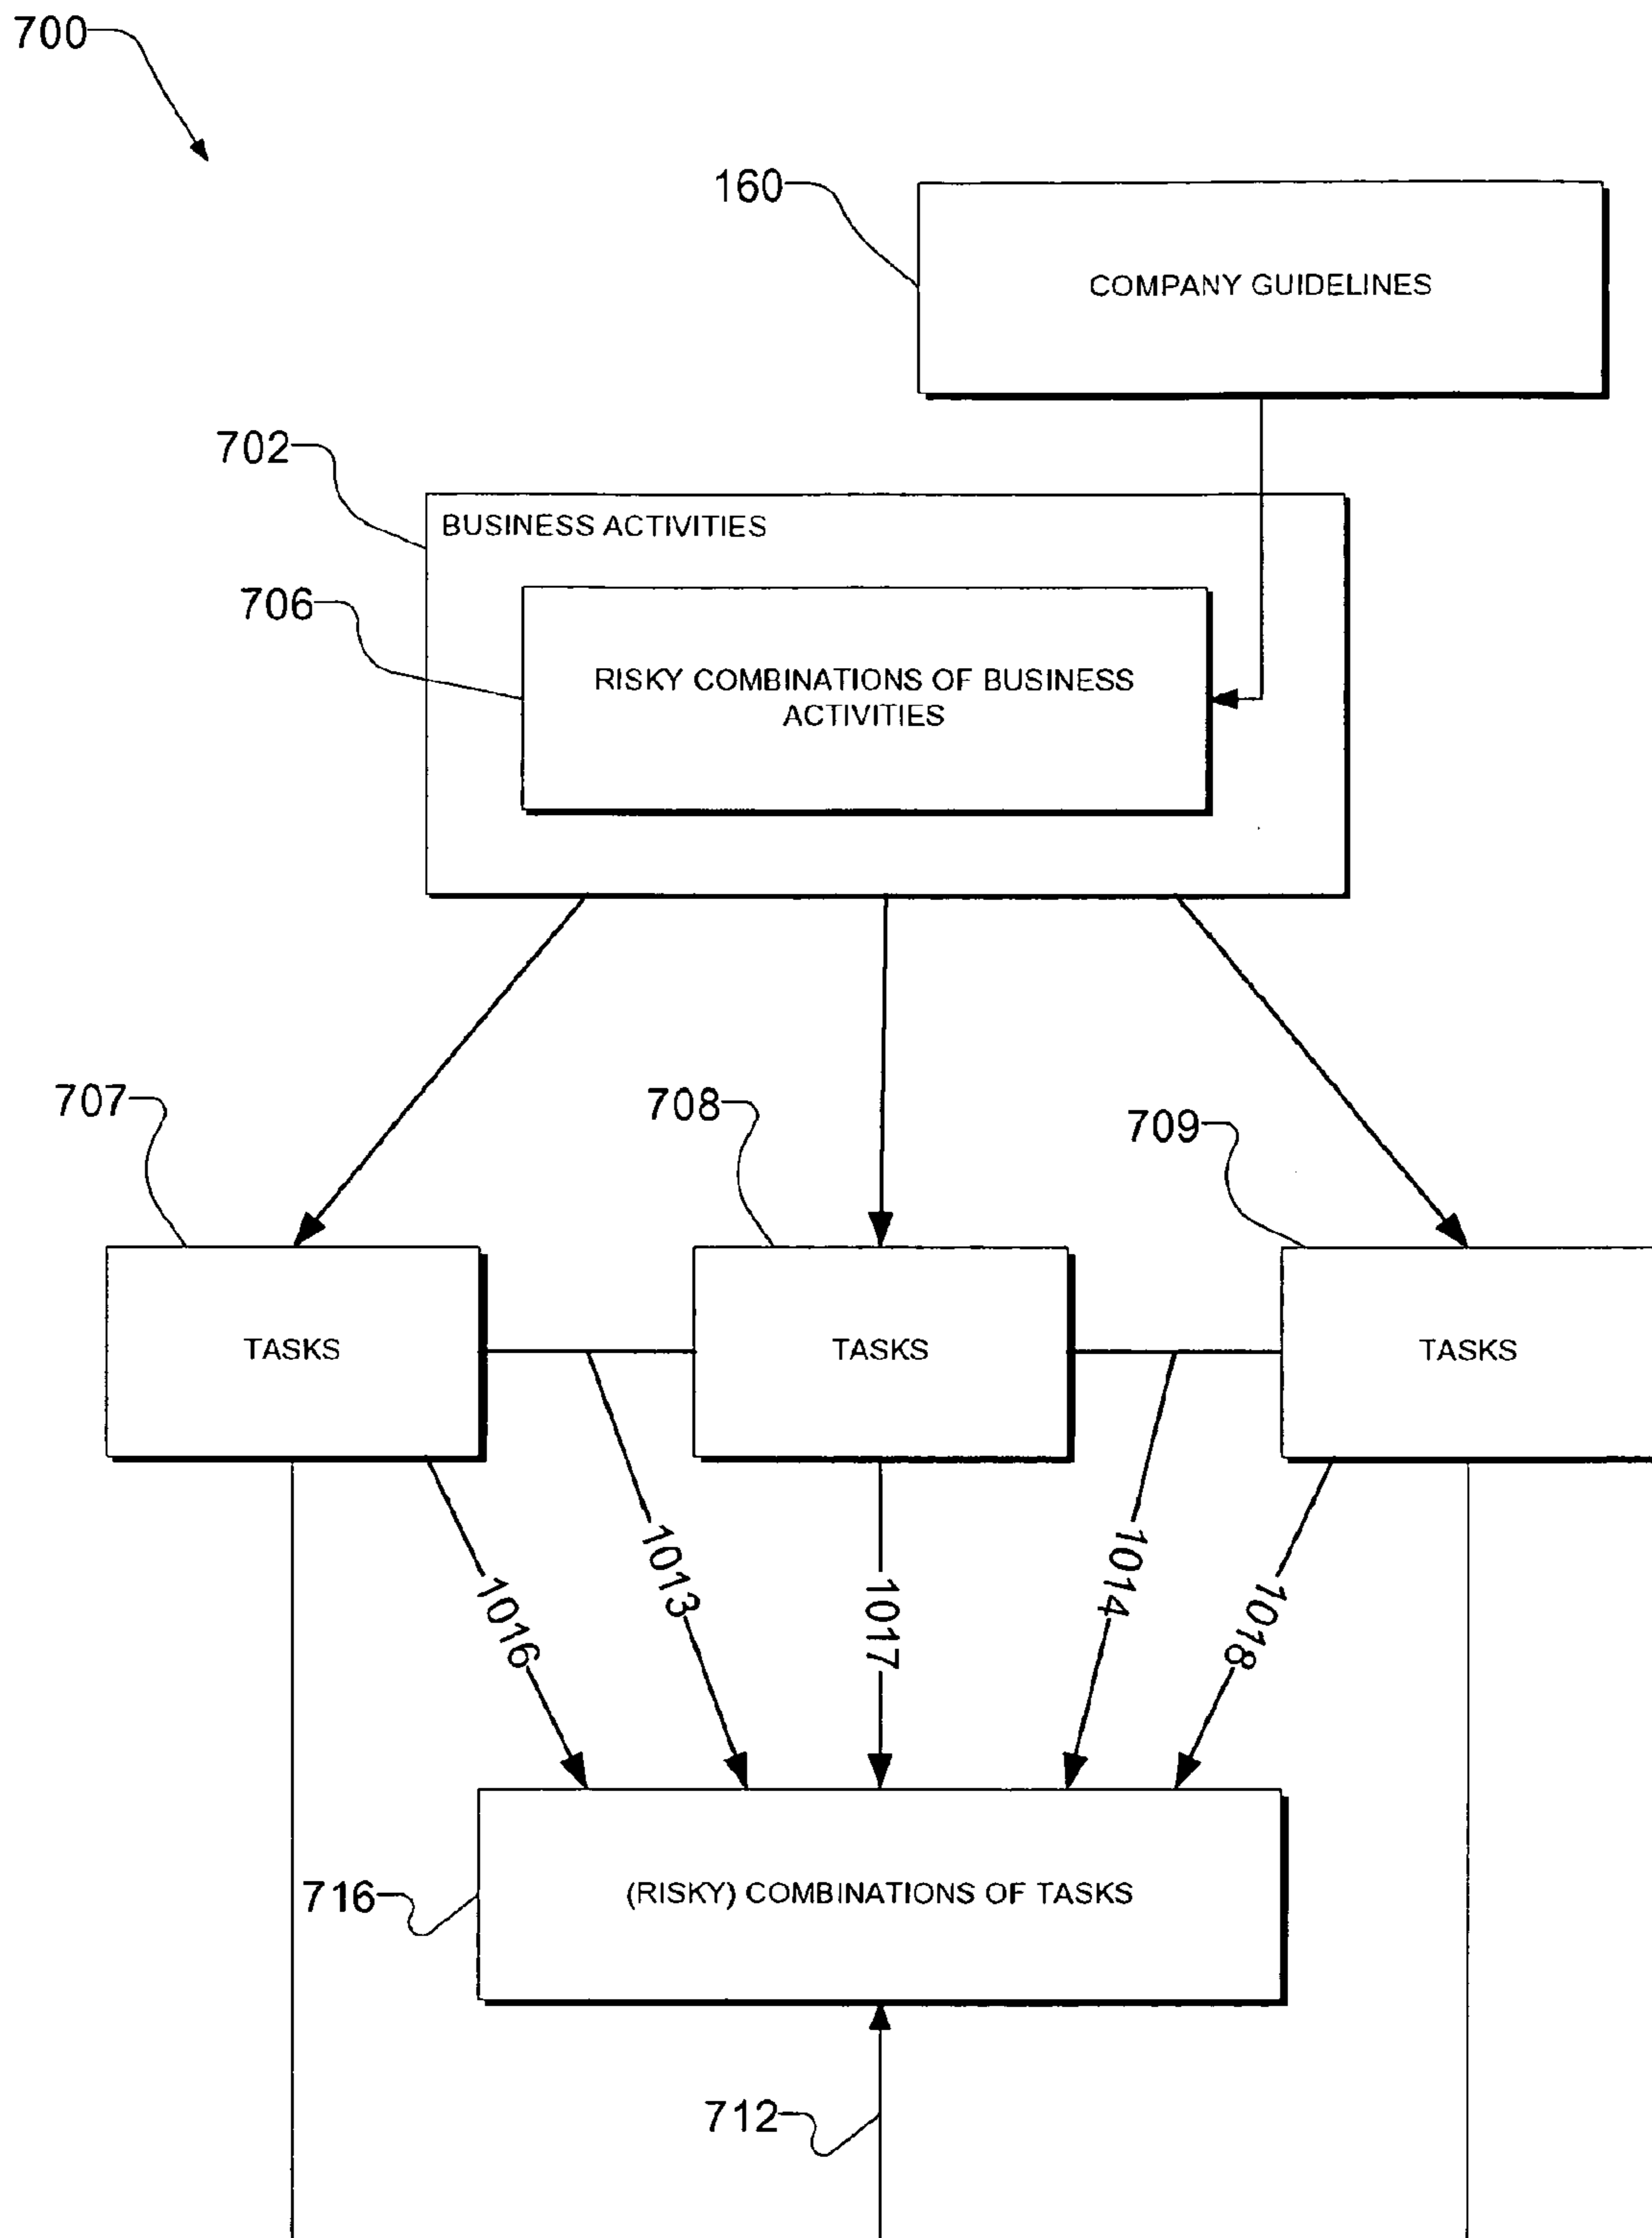 700
160
COMPANY GUIDELINES
702
BUSINESS ACTIVITIES
706
RISKY COMBINATIONS OF BUSINESS
ACTIVITIES
707
708
709
TASKS
TASKS
TASKS
1016
1013
1017
1014
1018
716
(RISKY) COMBINATIONS OF TASKS
712